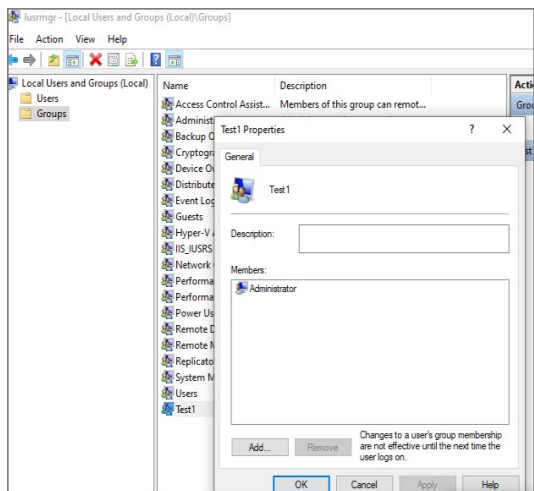 lusrmgr - [Local Users and Groups (Local)\Groups]
File Action View Help
Local Users and Groups (Local)
Users
Groups
Name Description
Access Control Assist... Members of this group can remot...
Administ
Backup O
Cryptogra
Device Ow
Distribute
Event Log
Guests
Hyper-V A
IIS_IUSRS
Network
Performa
Performa
Power Us
Remote D
Remote M
Replicato
System M
Users
Test1
Acti
Grou
st
Test1 Properties
General
Test1
Description:
Members:
Administrator
Add... Remove
Changes to a user's group membership
are not effective until the next time the
user logs on.
OK Cancel Apply Help